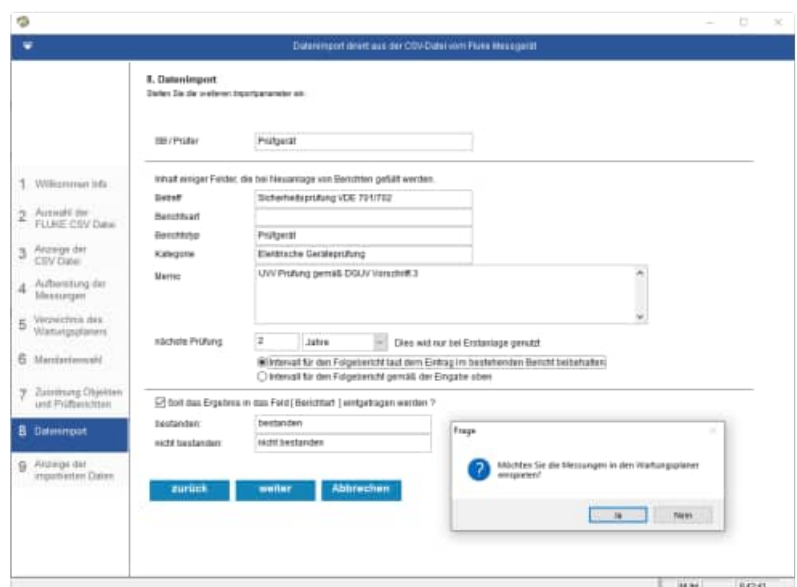 Datenimport direkt aus der CSV-Datei vom Fluke Messgerät
8. Datenimport
Stellen Sie die weiteren Importparameter ein:
SB / Prüfer Prüfgerät
Inhalt einiger Felder, die bei Neuanlage von Berichten gefüllt werden.
Betreff Sicherheitsprüfung VDE 701/702
Berichtsart
Berichtstyp Prüfgerät
Kategorie Elektrische Geräteprüfung
Memo UVV Prüfung gemäß DGUV Vorschrift 3
nächste Prüfung 2 Jahre Dies wid nur bei Erstanlage genutzt
Intervall für den Folgebericht laut dem Eintrag im bestehenden Bericht beibehalten
Intervall für den Folgebericht gemäß der Eingabe oben
Soll das Ergebnis in das Feld [ Berichtart ] eintgetragen werden ?
bestanden: bestanden
nicht bestanden: nicht bestanden
zurück weiter Abbrechen
1 Willkommen Info
2 Auswahl der
FLUKE CSV Datei
3 Anzeige der
CSV Datei
4 Aufbereitung der
Messungen
5 Verzeichnis des
Wartungsplaners
6 Mandantenwahl
7 Zuordnung Objekten
und Prüfberichten
8 Datenimport
9 Anzeige der
importierten Daten
Frage
Möchten Sie die Messungen in den Wartungsplaner
einspielen?
Ja Nein